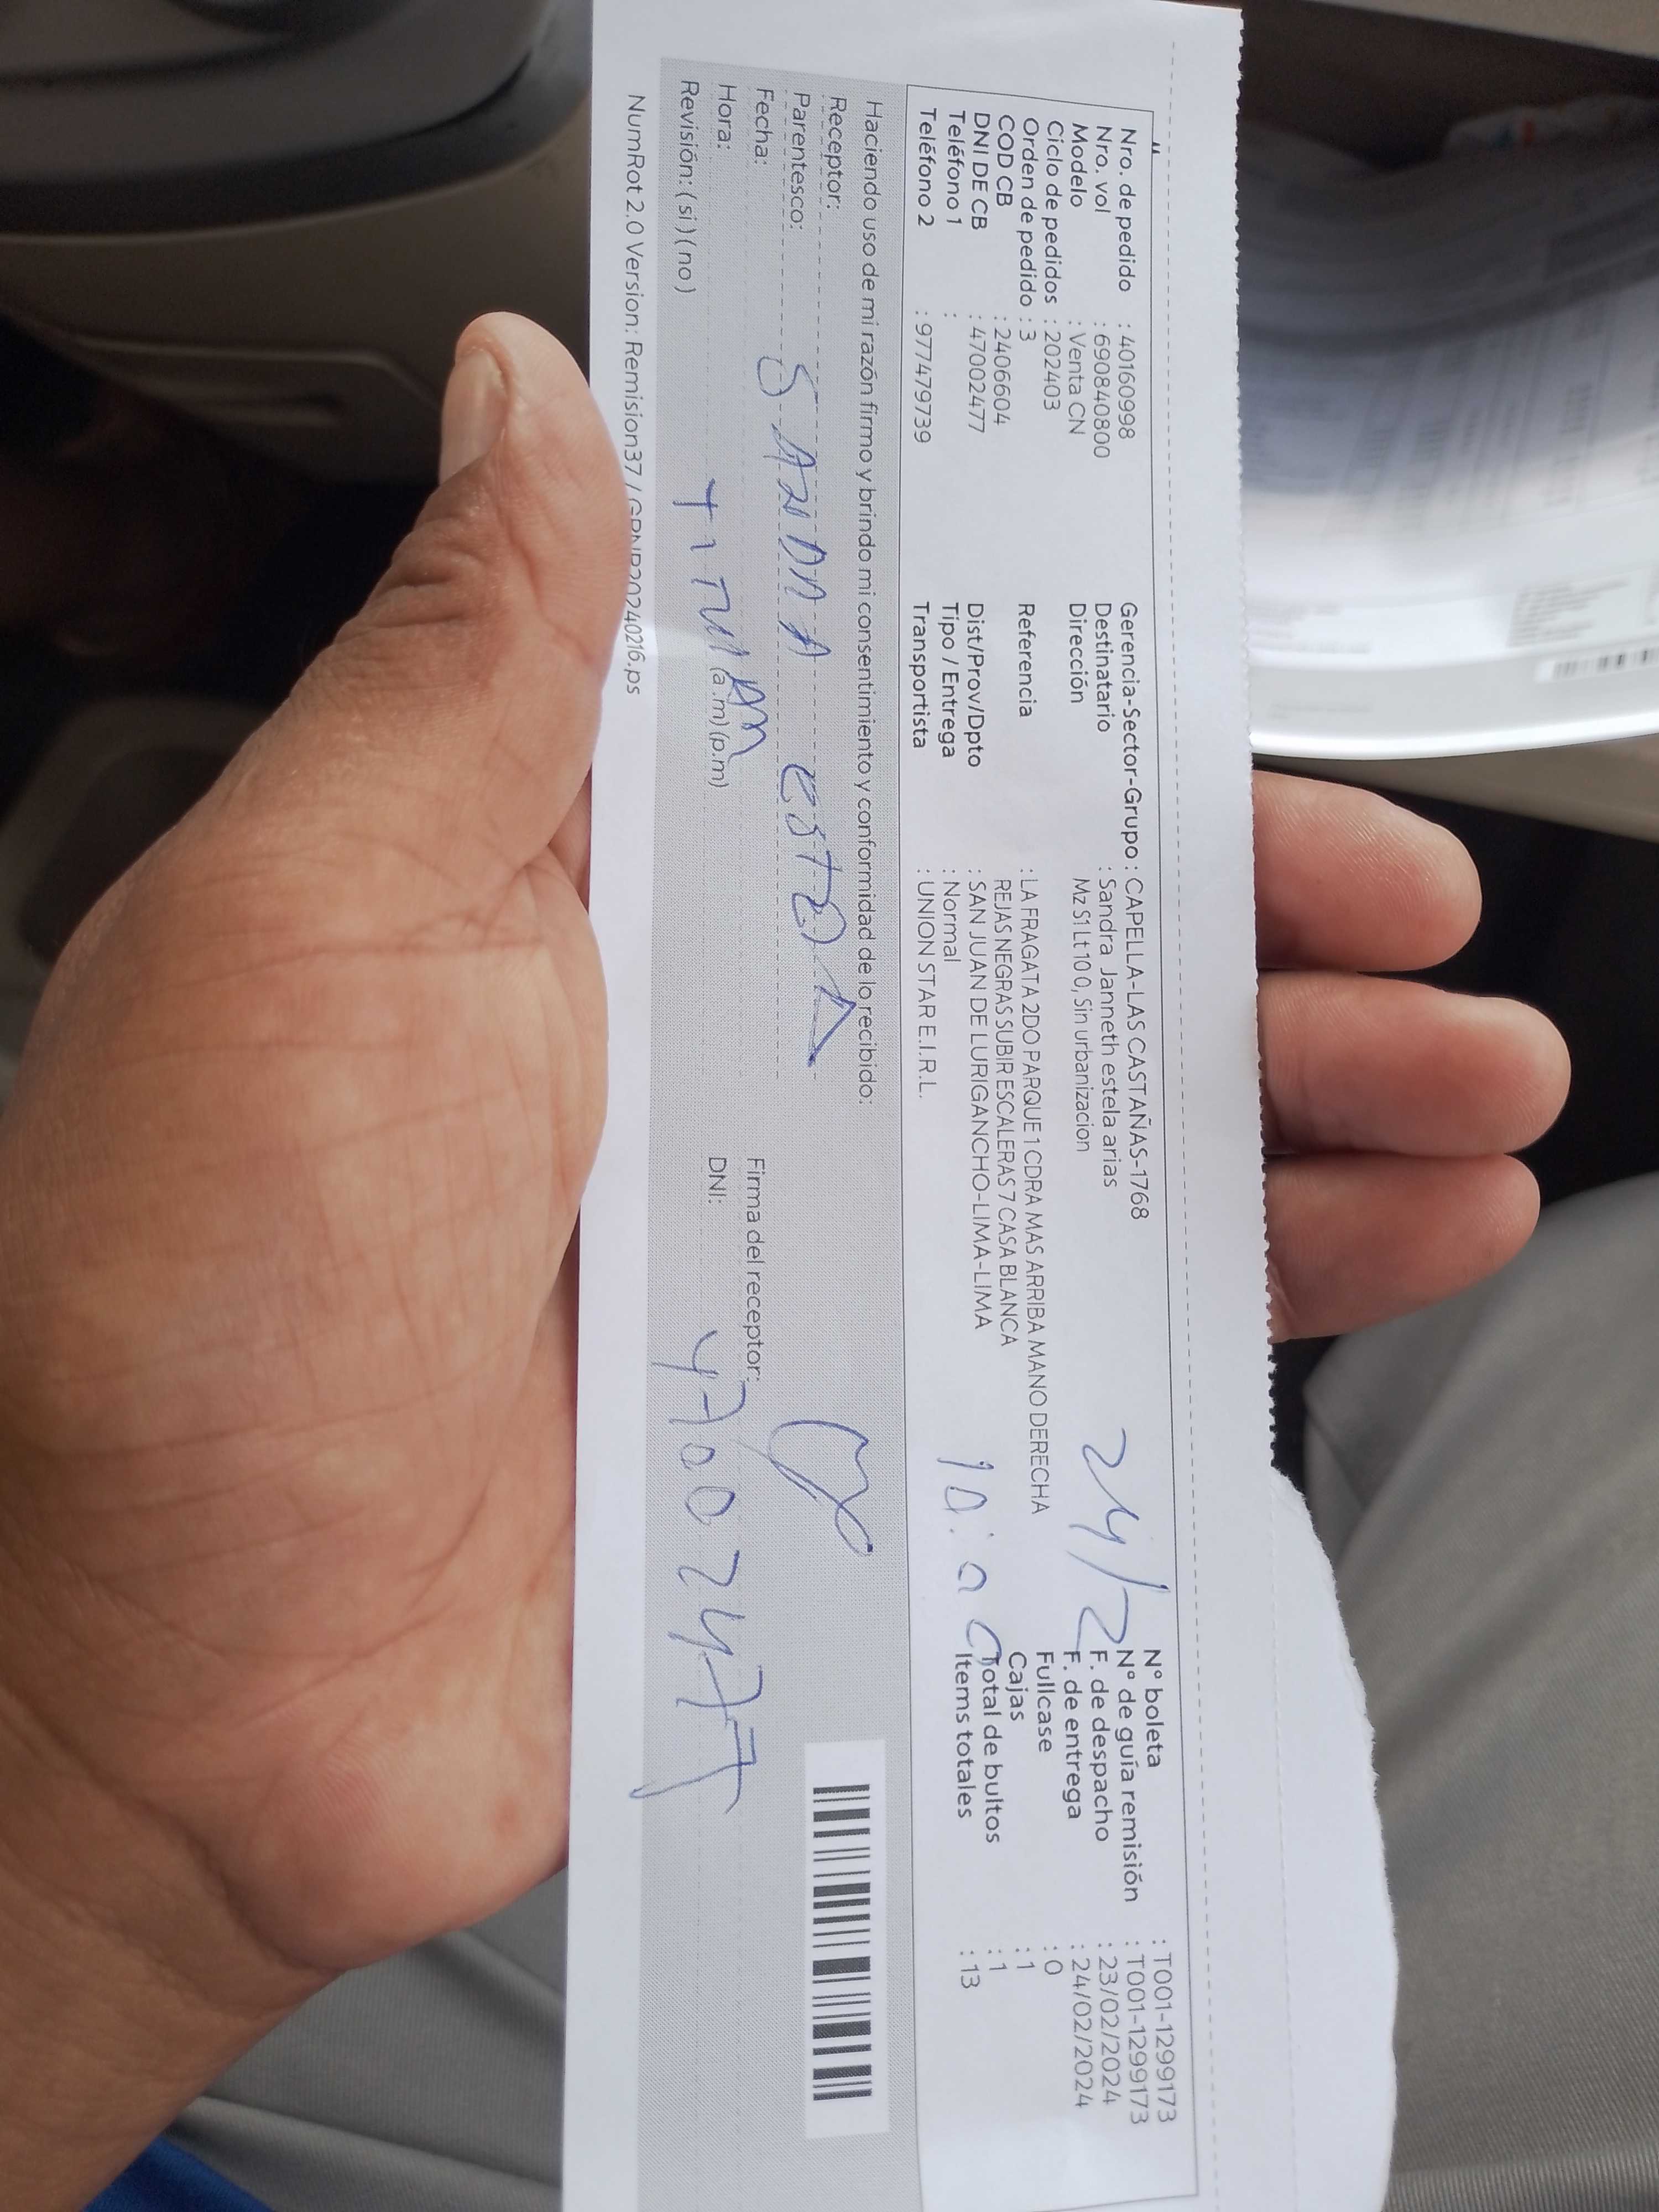 Nro. de pedido : 40160998
Nro. vol : 690840800
Modelo : Venta CN
Ciclo de pedidos : 202403
Orden de pedido : 3
COD CB : 2406604
DNI DE CB : 47002477
Teléfono 1 :
Teléfono 2 : 977479739
Gerencia-Sector-Grupo : CAPELLA-LAS CASTAÑAS-1768
Destinatario : Sandra Janneth estela arias
Dirección Mz S1 Lt 10 0, Sin urbanizacion
Referencia : LA FRAGATA 2DO PARQUE 1 CDRA MAS ARRIBA MANO DERECHA
REJAS NEGRAS SUBIR ESCALERAS 7 CASA BLANCA
Dist/Prov/Dpto : SAN JUAN DE LURIGANCHO-LIMA-LIMA
Tipo / Entrega : Normal
Transportista : UNION STAR E.I.R.L.
24/2
10:00
N° boleta : T001-1299173
N° de guía remisión : T001-1299173
F. de despacho : 23/02/2024
F. de entrega : 24/02/2024
Fullcase : 0
Cajas : 1
Total de bultos : 1
Items totales : 13
Haciendo uso de mi razón firmo y brindo mi consentimiento y conformidad de lo recibido:
Receptor:
Parentesco:
Fecha:
Hora: (a.m) (p.m)
Revisión: (si) (no)
Firma del receptor:
DNI: 47002477
NumRot 2.0 Version: Remision37 / GRNP20240216.ps